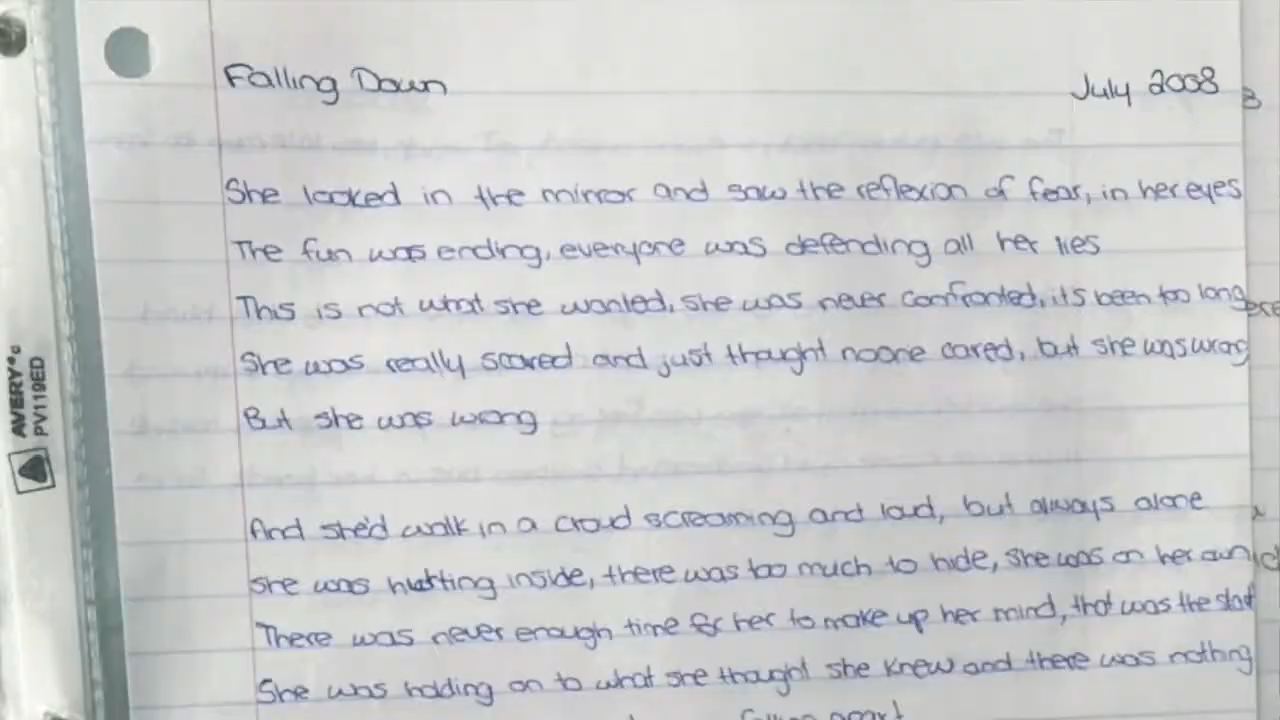 Falling Down July 2008
She looked in the mirror and saw the reflexion of fear, in her eyes
The fun was ending, everyone was defending all her lies
This is not what she wanted, she was never confronted, it's been too long
She was really scared and just thought noone cared, but she was wrong
But she was wrong
And she'd walk in a croud screaming and loud, but always alone
She was hurting inside, there was too much to hide, she was on her own
There was never enough time for her to make up her mind, that was the start
She was holding on to what she thought she knew and there was nothing
falling apart
AVERY
PV119ED